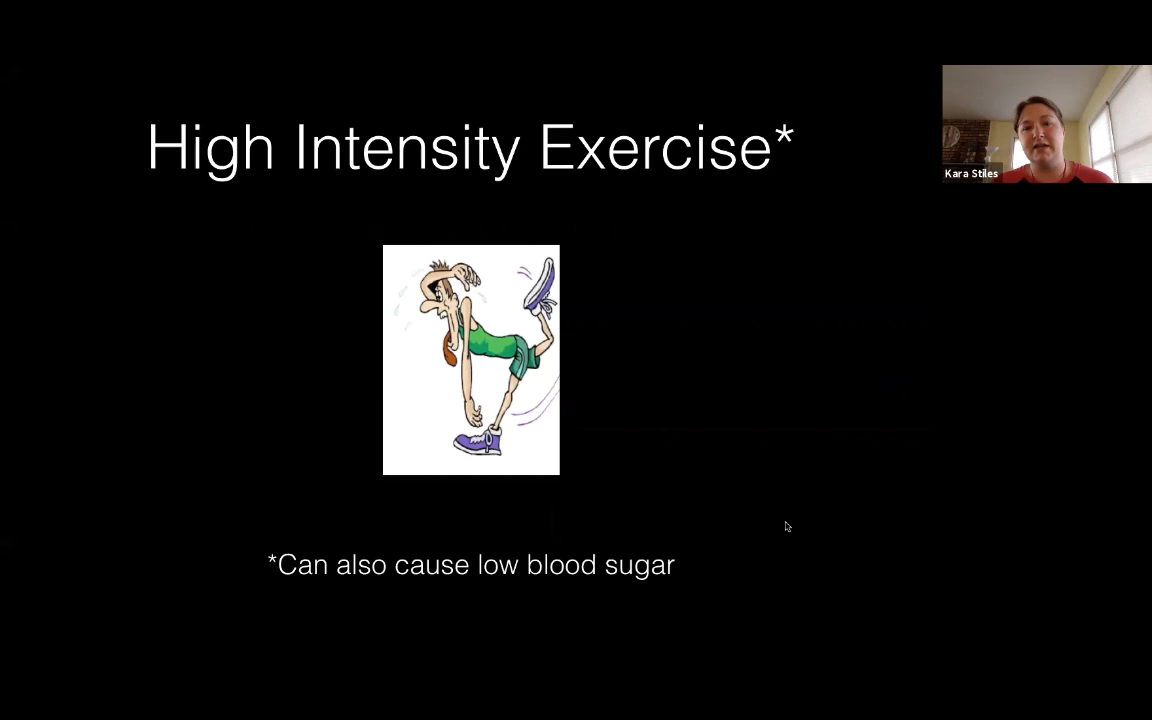 High Intensity Exercise*
Kara Stiles
*Can also cause low blood sugar